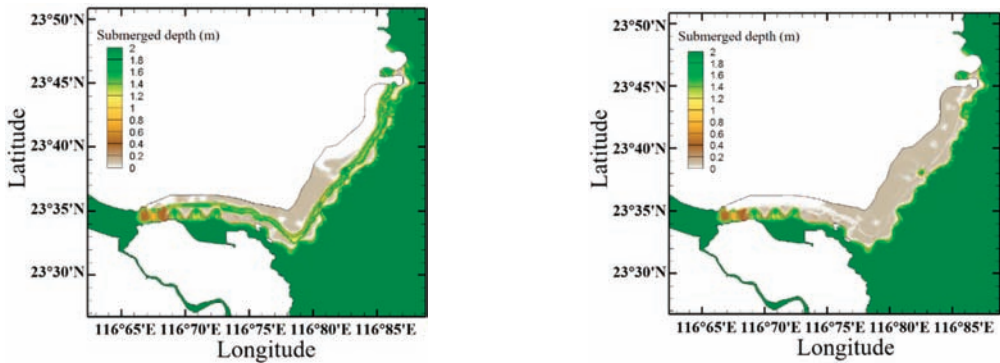 23°50'N
Submerged depth (m)
2
1.8
1.6
1.4
1.2
1
0.8
0.6
0.4
0.2
0
23°45'N
23°40'N
23°35'N
23°30'N
Latitude
116°65'E 116°70'E 116°75'E 116°80'E 116°85'E
Longitude
23°50'N
Submerged depth (m)
2
1.8
1.6
1.4
1.2
1
0.8
0.6
0.4
0.2
0
23°45'N
23°40'N
23°35'N
23°30'N
Latitude
116°65'E 116°70'E 116°75'E 116°80'E 116°85'E
Longitude